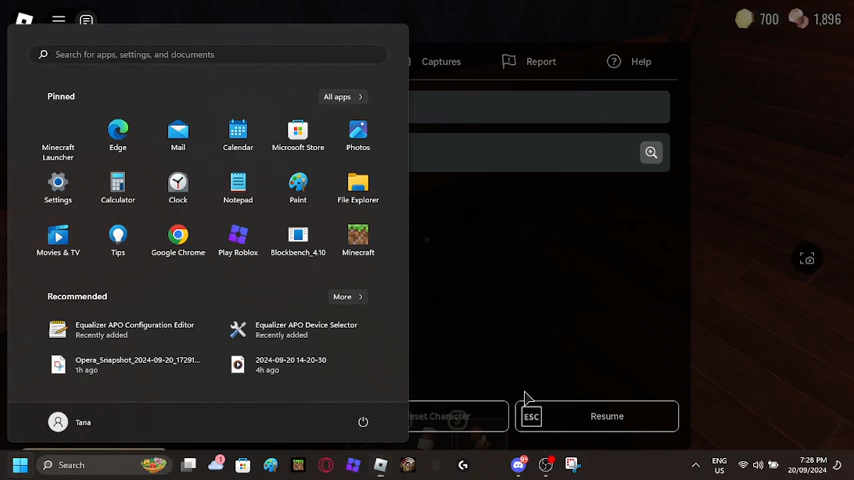 700 1,896
Search for apps, settings, and documents
Captures Report Help
Pinned All apps
Minecraft Launcher Edge Mail Calendar Microsoft Store Photos
Settings Calculator Clock Notepad Paint File Explorer
Movies & TV Tips Google Chrome Play Roblox Blockbench_4.10 Minecraft
Recommended More
Equalizer APO Configuration Editor
Recently added
Equalizer APO Device Selector
Recently added
Opera_Snapshot_2024-09-20_17291...
1h ago
2024-09-20 14-20-30
4h ago
Tana
eset Character ESC Resume
Search
9+
ENG
US
7:28 PM
20/09/2024